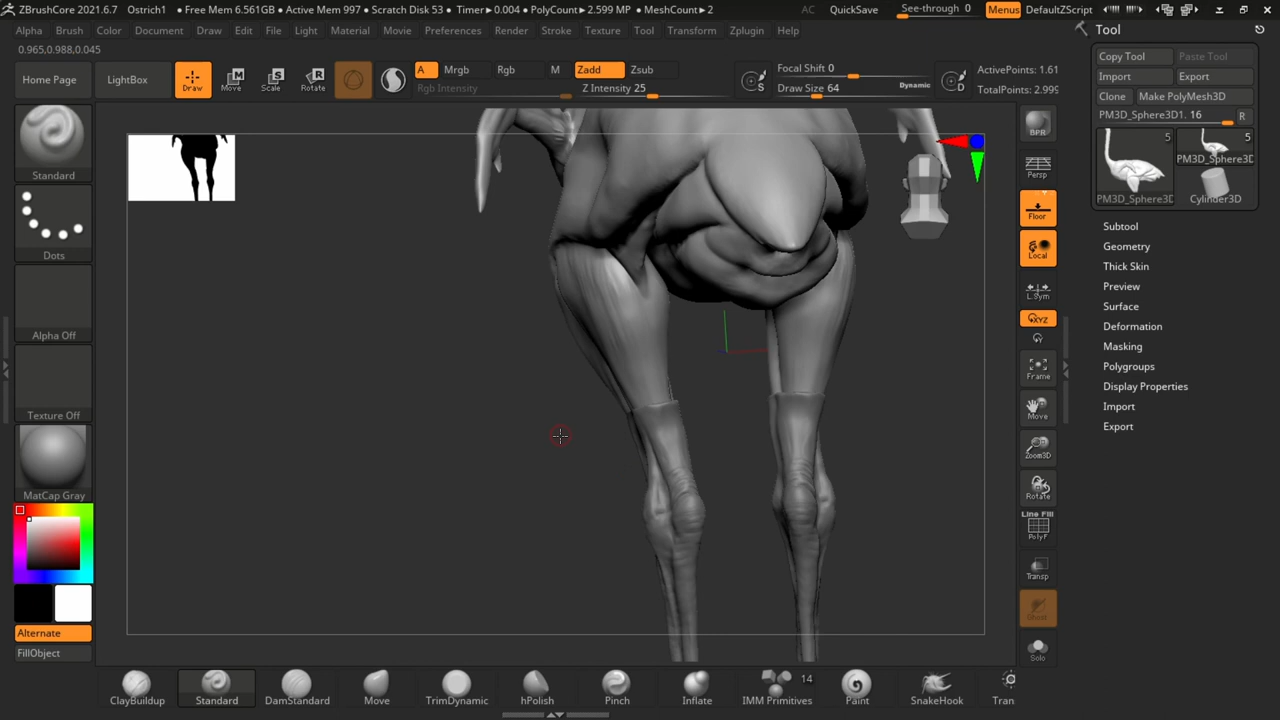 ZBrushCore 2021.6.7 Ostrich1 ● Free Mem 6.561GB ● Active Mem 997 ● Scratch Disk 53 ● Timer►0.004 ● PolyCount►2.599 MP ● MeshCount►2 AC QuickSave See-through 0 Menus DefaultZScript
Alpha Brush Color Document Draw Edit File Light Material Movie Preferences Render Stroke Texture Tool Transform Zplugin Help
Tool
0.965,0.988,0.045
Home Page LightBox Draw Move Scale Rotate
A Mrgb Rgb M Zadd Zsub
Rgb Intensity Z Intensity 25
Focal Shift 0
Draw Size 64 Dynamic
S D
ActivePoints: 1.61
TotalPoints: 2.999
Copy Tool Paste Tool
Import Export
Clone Make PolyMesh3D
PM3D_Sphere3D1. 16 R
5 5
PM3D_Sphere3D
PM3D_Sphere3D Cylinder3D
Subtool
Geometry
Thick Skin
Preview
Surface
Deformation
Masking
Polygroups
Display Properties
Import
Export
Standard
Dots
Alpha Off
Texture Off
MatCap Gray
Alternate
FillObject
BPR
Persp
Floor
Local
L.Sym
XYZ
Y
Frame
Move
Zoom3D
Rotate
Line Fill
PolyF
Transp
Ghost
Solo
ClayBuildup Standard DamStandard Move TrimDynamic hPolish Pinch Inflate IMM Primitives 14 Paint SnakeHook Tran